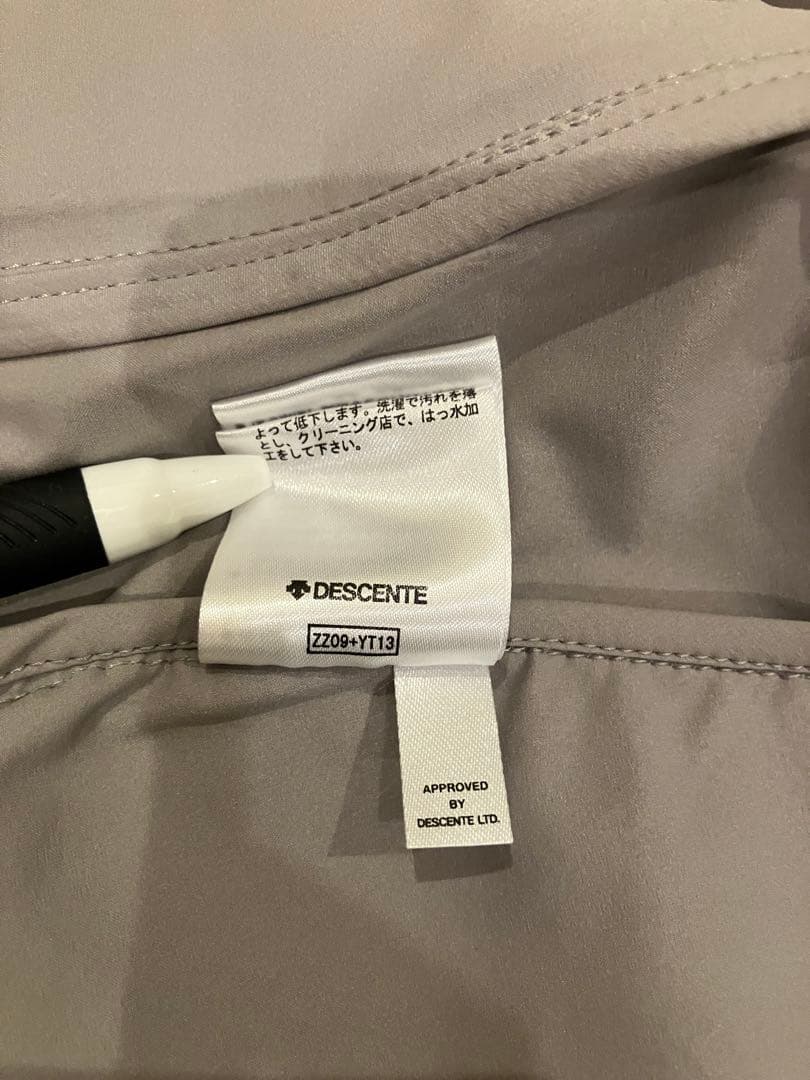 よって低下します。洗濯で汚れを落
とし、クリーニング店で、はっ水加
工をして下さい。
DESCENTE
ZZ09+YT13
APPROVED
BY
DESCENTE LTD.